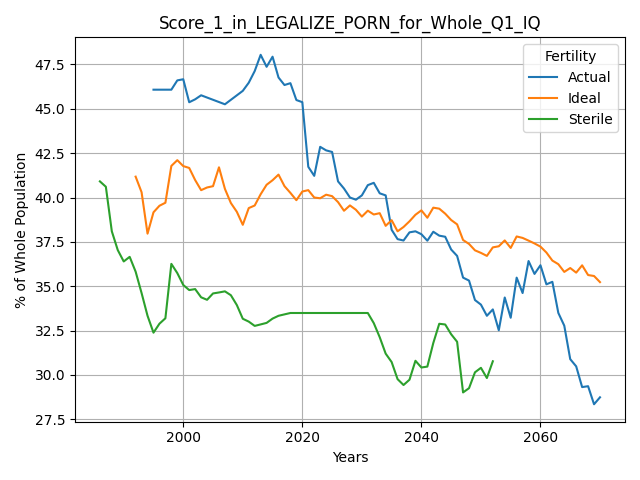 Score_1_in_LEGALIZE_PORN_for_Whole_Q1_IQ
% of Whole Population
47.5
45.0
42.5
40.0
37.5
35.0
32.5
30.0
27.5
Fertility
Actual
Ideal
Sterile
2000
2020
2040
2060
Years